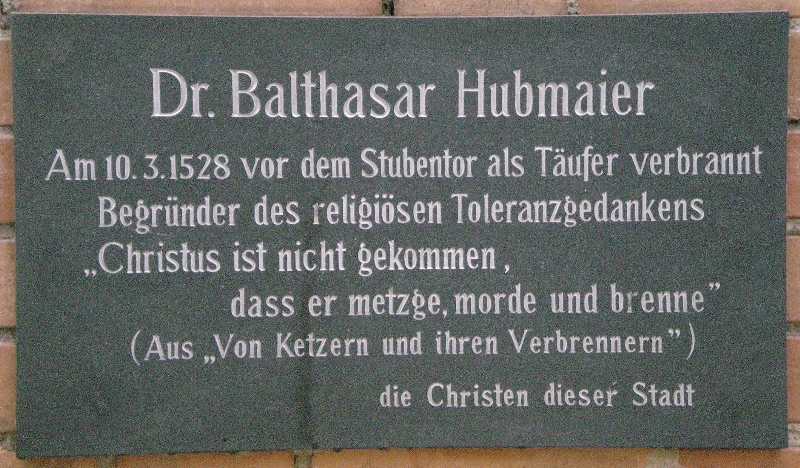 Dr. Balthasar Hubmaier
Am 10.3.1528 vor dem Stubentor als Täufer verbrannt
Begründer des religiösen Toleranzgedankens
„Christus ist nicht gekommen,
dass er metzge, morde und brenne”
(Aus „Von Ketzern und ihren Verbrennern”)
die Christen dieser Stadt